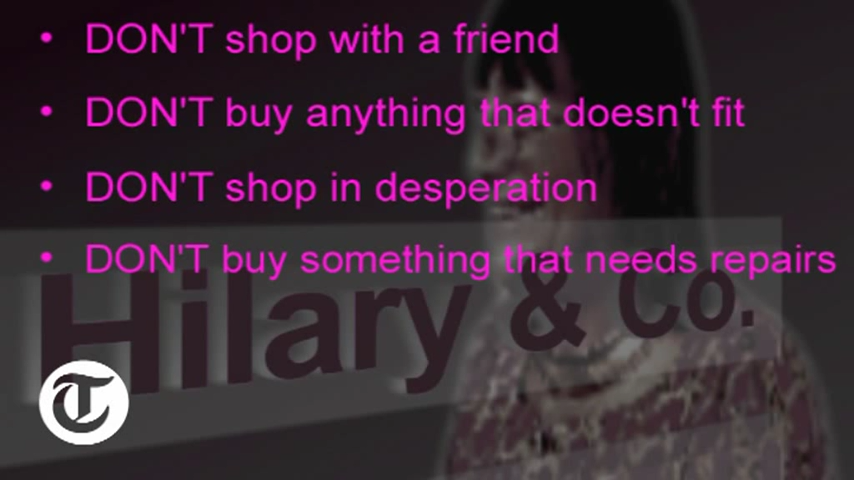 • DON'T shop with a friend
• DON'T buy anything that doesn't fit
• DON'T shop in desperation
• DON'T buy something that needs repairs
Hilary & Co.
T